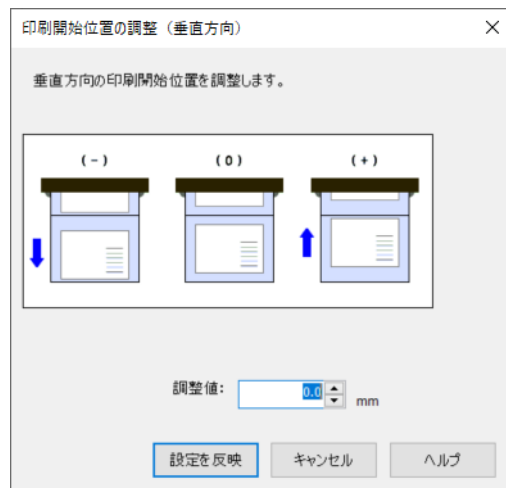 印刷開始位置の調整（垂直方向）
垂直方向の印刷開始位置を調整します。
(-) (0) (+)
調整値: 0.0 mm
設定を反映 キャンセル ヘルプ